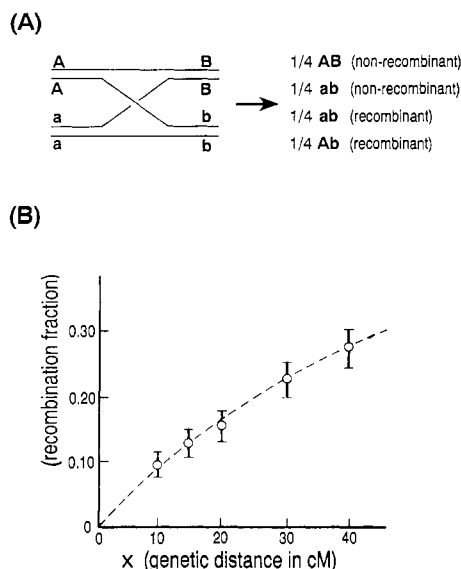 (A)
A B
A B
a b
a b
1/4 AB (non-recombinant)
1/4 ab (non-recombinant)
1/4 ab (recombinant)
1/4 Ab (recombinant)
(B)
(recombination fraction)
0.30
0.20
0.10
0
0 10 20 30 40
x (genetic distance in cM)